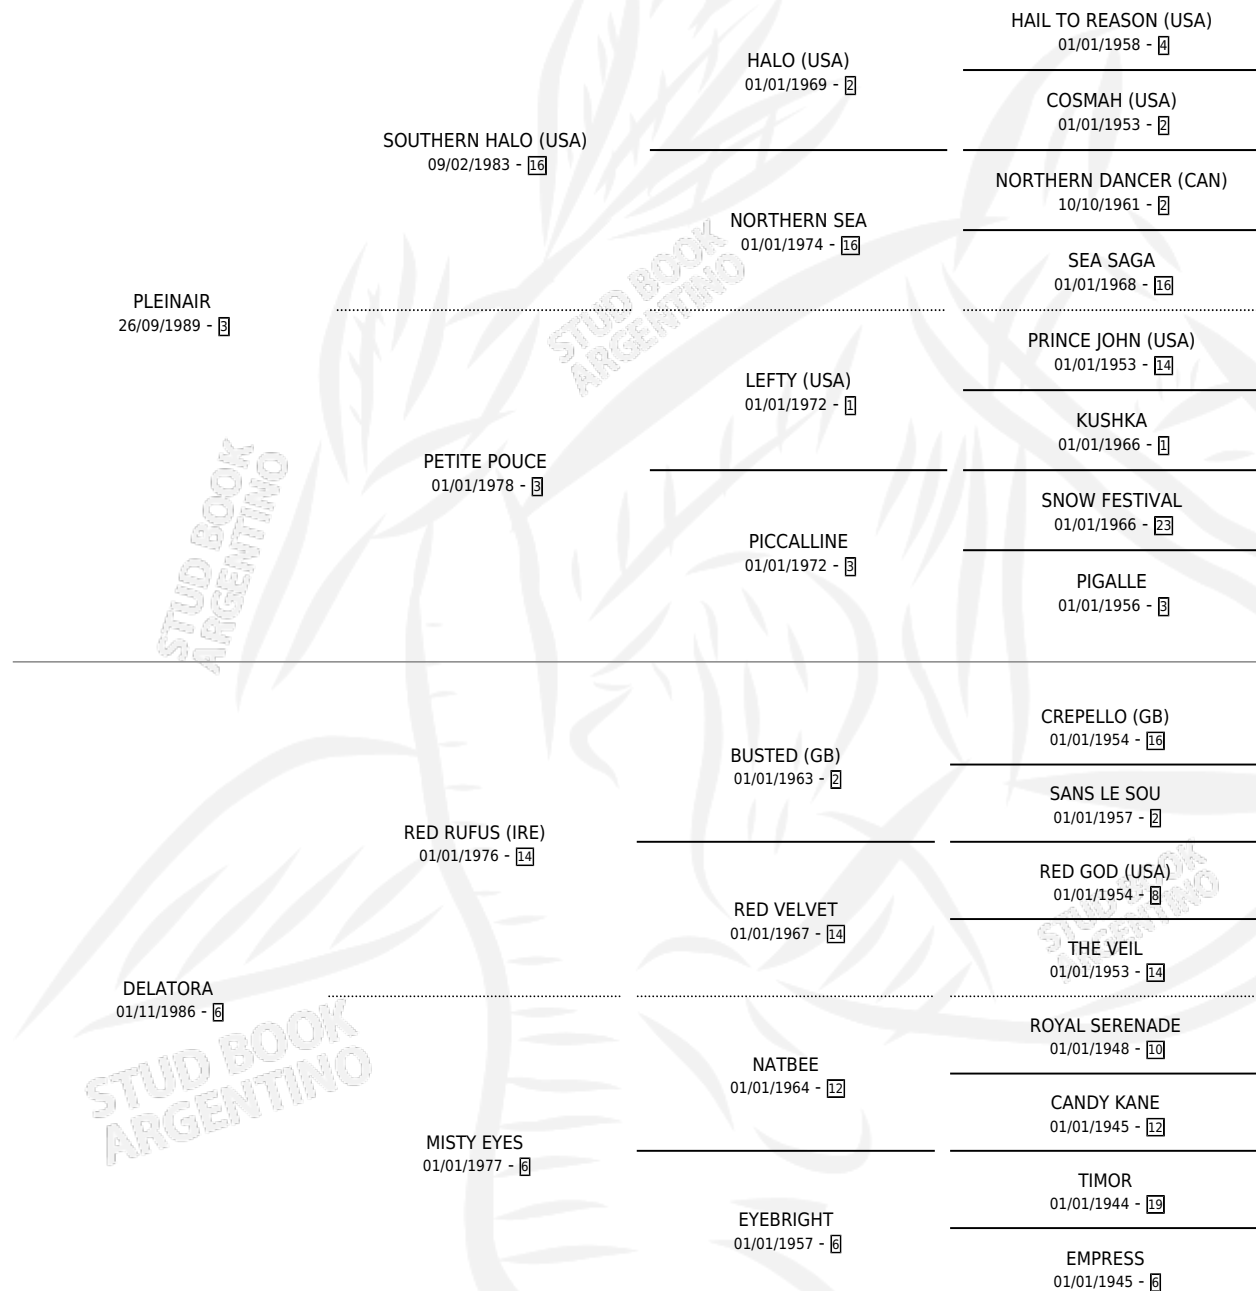 HAIL TO REASON (USA)
01/01/1958 - 4
HALO (USA)
01/01/1969 - 2
COSMAH (USA)
01/01/1953 - 2
SOUTHERN HALO (USA)
09/02/1983 - 16
NORTHERN DANCER (CAN)
10/10/1961 - 2
NORTHERN SEA
01/01/1974 - 16
SEA SAGA
01/01/1968 - 16
PLEINAIR
26/09/1989 - 3
PRINCE JOHN (USA)
01/01/1953 - 14
LEFTY (USA)
01/01/1972 - 1
KUSHKA
01/01/1966 - 1
PETITE POUCE
01/01/1978 - 3
SNOW FESTIVAL
01/01/1966 - 23
PICCALLINE
01/01/1972 - 3
PIGALLE
01/01/1956 - 3
CREPELLO (GB)
01/01/1954 - 16
BUSTED (GB)
01/01/1963 - 2
SANS LE SOU
01/01/1957 - 2
RED RUFUS (IRE)
01/01/1976 - 14
RED GOD (USA)
01/01/1954 - 8
RED VELVET
01/01/1967 - 14
THE VEIL
01/01/1953 - 14
DELATORA
01/11/1986 - 6
ROYAL SERENADE
01/01/1948 - 10
NATBEE
01/01/1964 - 12
CANDY KANE
01/01/1945 - 12
MISTY EYES
01/01/1977 - 6
TIMOR
01/01/1944 - 19
EYEBRIGHT
01/01/1957 - 6
EMPRESS
01/01/1945 - 6
STUD BOOK
ARGENTINO
STUD BOOK
ARGENTINO
STUD BOOK
ARGENTINO
STUD BOOK
ARGENTINO